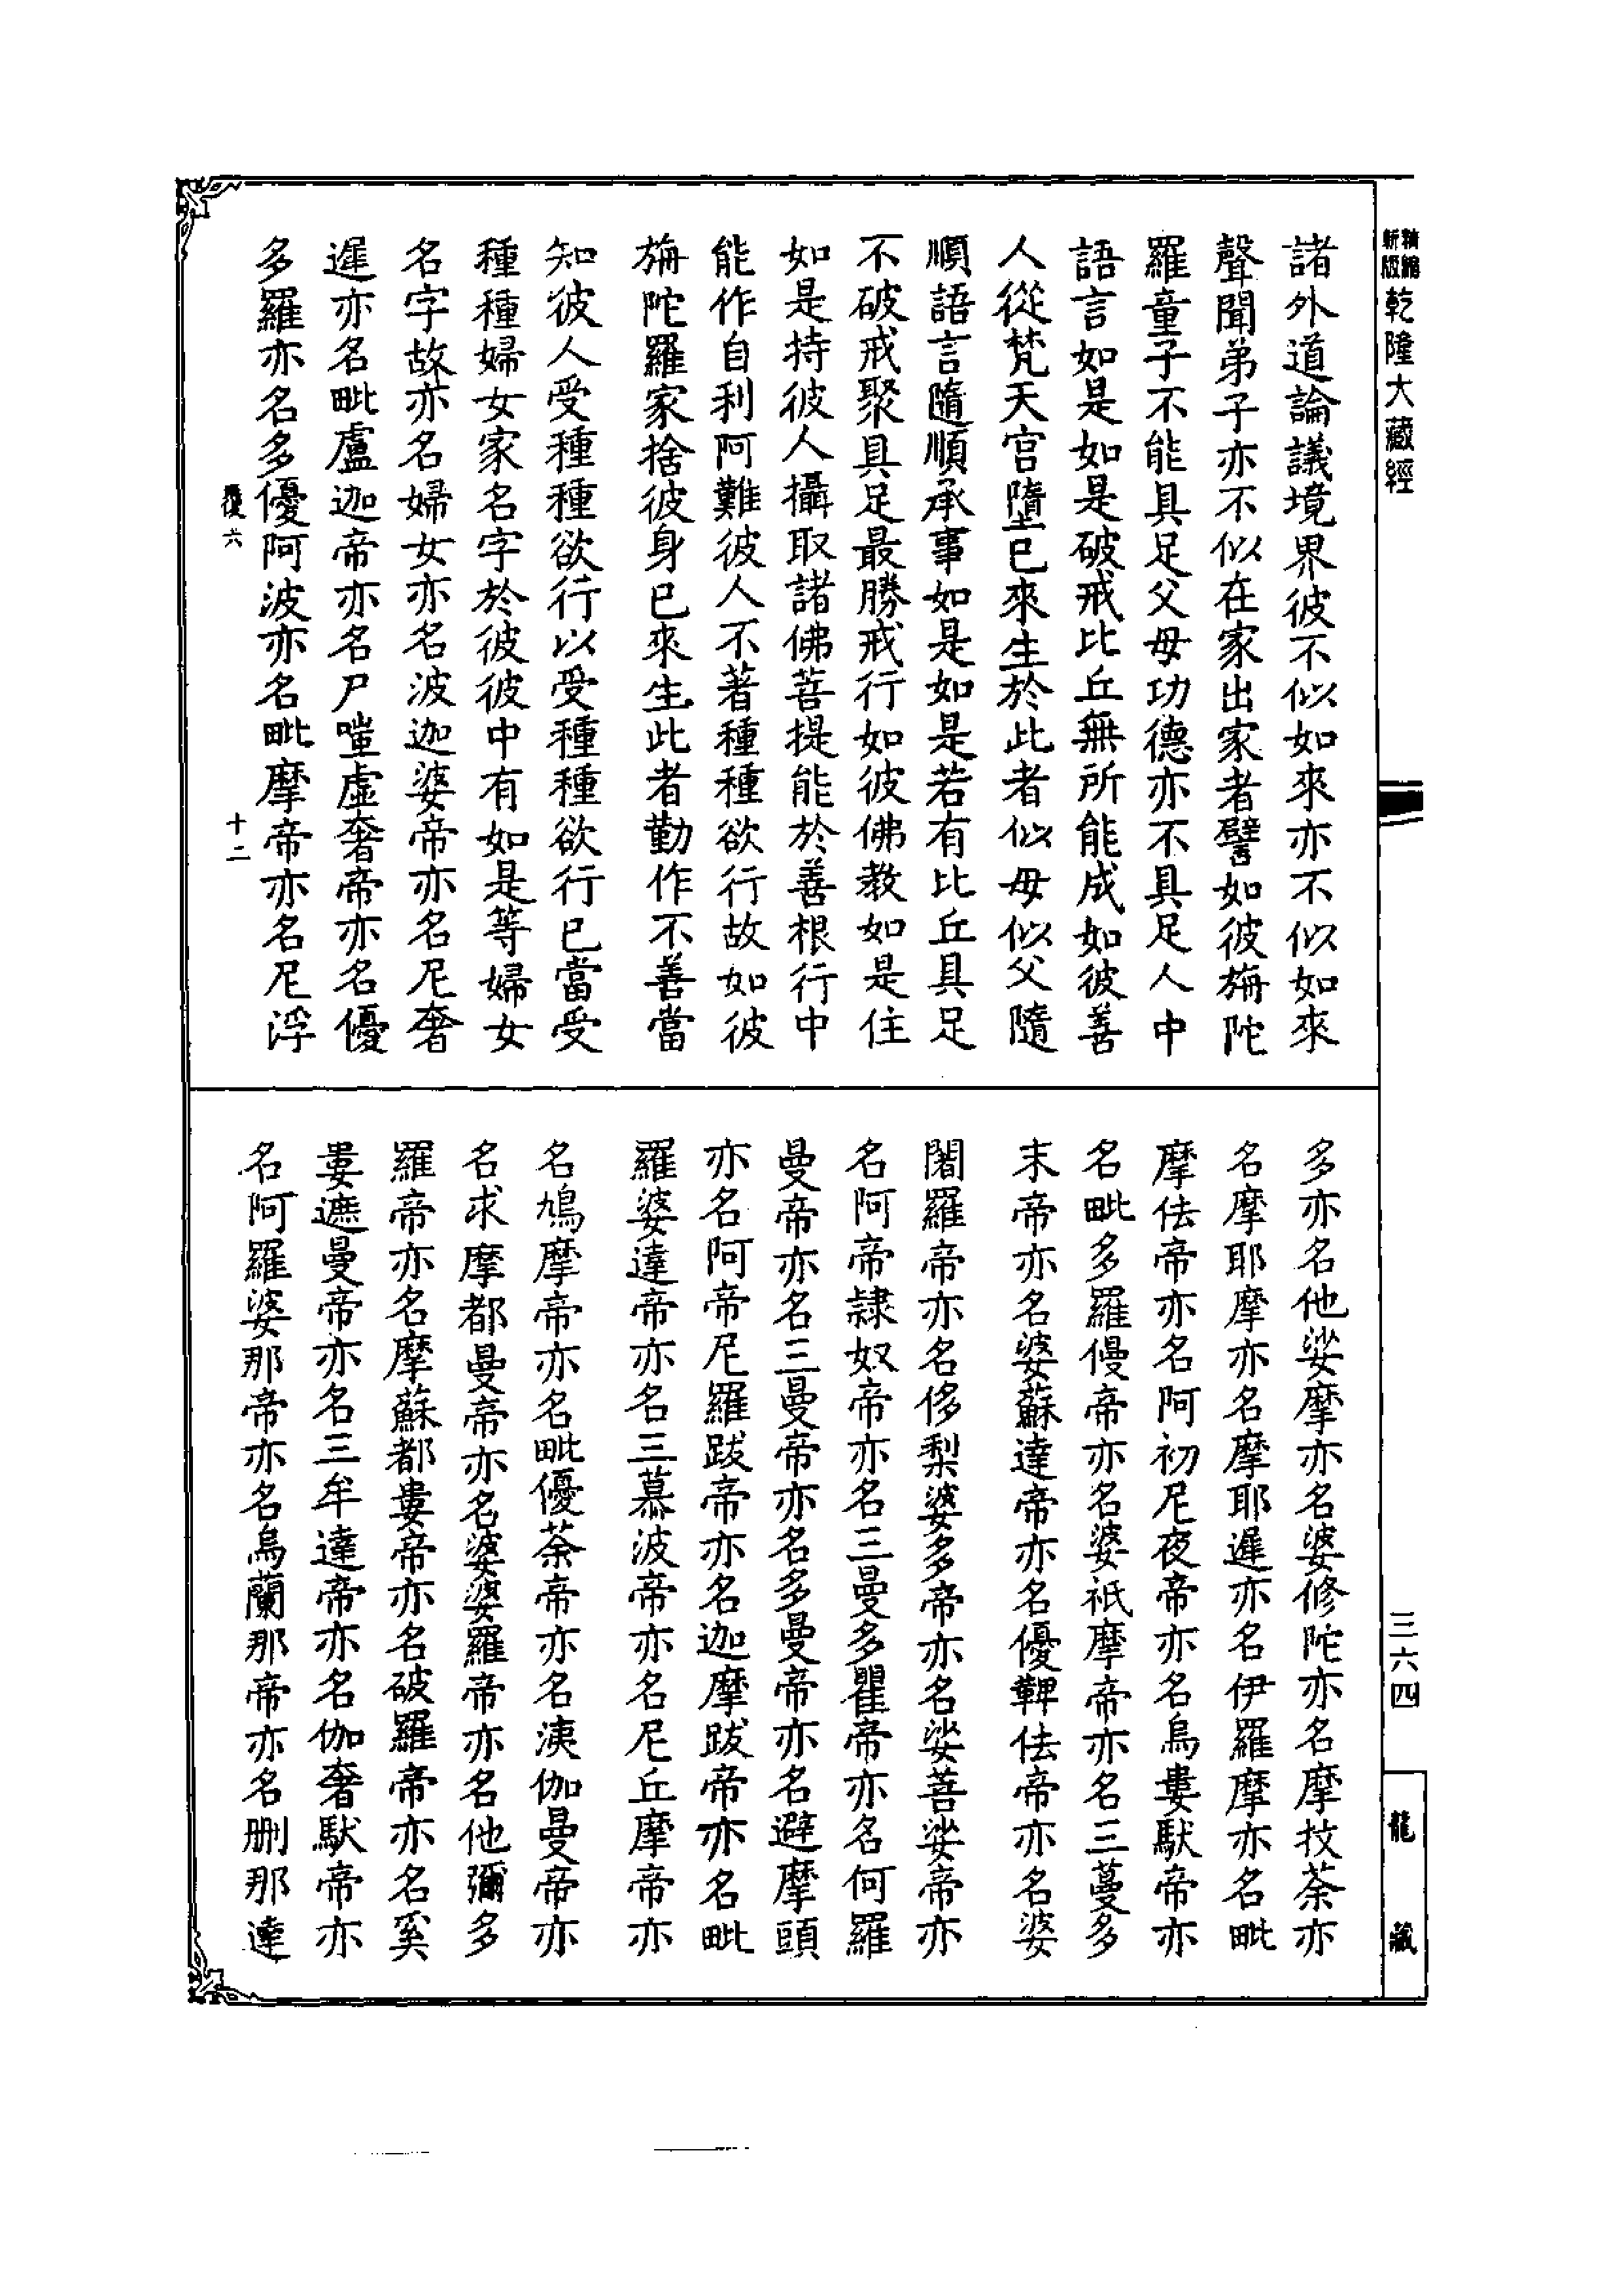 精編
新版
乾隆大藏經
諸外道論議境界彼不似如來亦不似如來
聲聞弟子亦不似在家出家者譬如彼旃陀
羅童子不能具足父母功德亦不具足人中
語言如是如是破戒比丘無所能成如彼善
人從梵天宮墮已來生於此者似母似父隨
順語言隨順承事如是如是若有比丘具足
不破戒聚具足最勝戒行如彼佛教如是住
如是持彼人攝取諸佛菩提能於善根行中
能作自利阿難彼人不著種種欲行故如彼
旃陀羅家捨彼身已來生此者勤作不善當
知彼人受種種欲行以受種種欲行已當受
種種婦女家名字於彼彼中有如是等婦女
名字故亦名婦女亦名波迦婆帝亦名尼奢
遲亦名毗盧迦帝亦名尸嘊虛奢帝亦名優
多羅亦名多優阿波亦名毗摩帝亦名尼浮
復六
十二
多亦名他娑摩亦名婆修陀亦名摩技荼亦
名摩耶摩亦名摩耶遲亦名伊羅摩亦名毗
摩佉帝亦名阿初尼夜帝亦名烏婁馱帝亦
名毗多羅優帝亦名婆祇摩帝亦名三蔓多
末帝亦名婆蘇達帝亦名優鞞佉帝亦名婆
闍羅帝亦名侈梨婆多帝亦名娑菩娑帝亦
名阿帝隸奴帝亦名三曼多瞿帝亦名何羅
曼帝亦名三曼帝亦名多曼帝亦名避摩頭
亦名阿帝尼羅跋帝亦名迦摩跋帝亦名毗
羅婆達帝亦名三慕波帝亦名尼丘摩帝亦
名鳩摩帝亦名毗優荼帝亦名洟伽曼帝亦
名求摩都曼帝亦名婆婆羅帝亦名他彌多
羅帝亦名摩蘇都婁帝亦名破羅帝亦名奚
婁遮曼帝亦名三牟達帝亦名伽奢馱帝亦
名阿羅婆那帝亦名烏蘭那帝亦名刪那達
三六四
龍藏